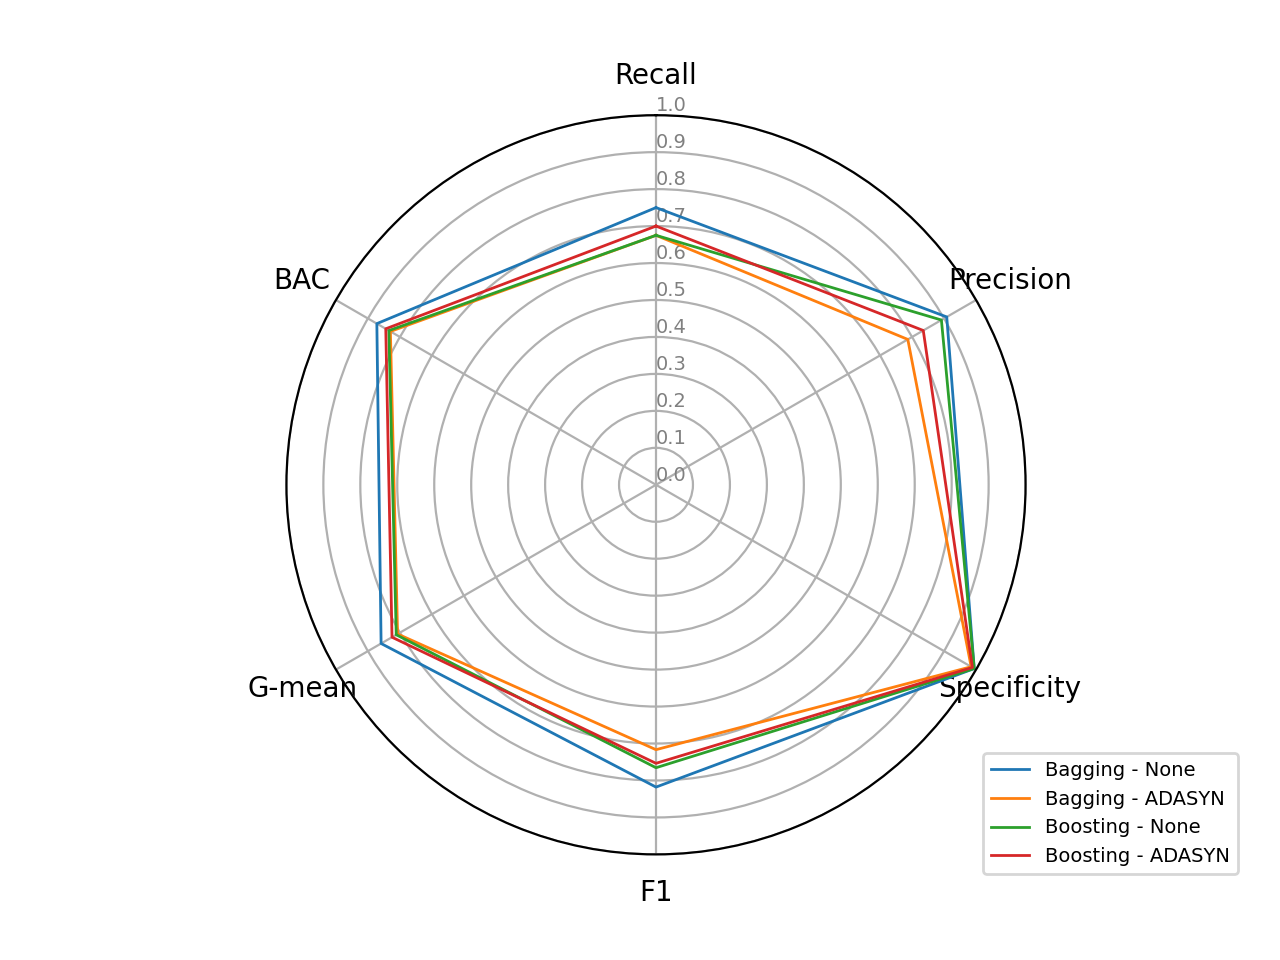 Recall
1.0
0.9
0.8
0.7
0.6
0.5
0.4
0.3
0.2
0.1
0.0
BAC
Precision
G-mean
Specificity
F1
Bagging - None
Bagging - ADASYN
Boosting - None
Boosting - ADASYN